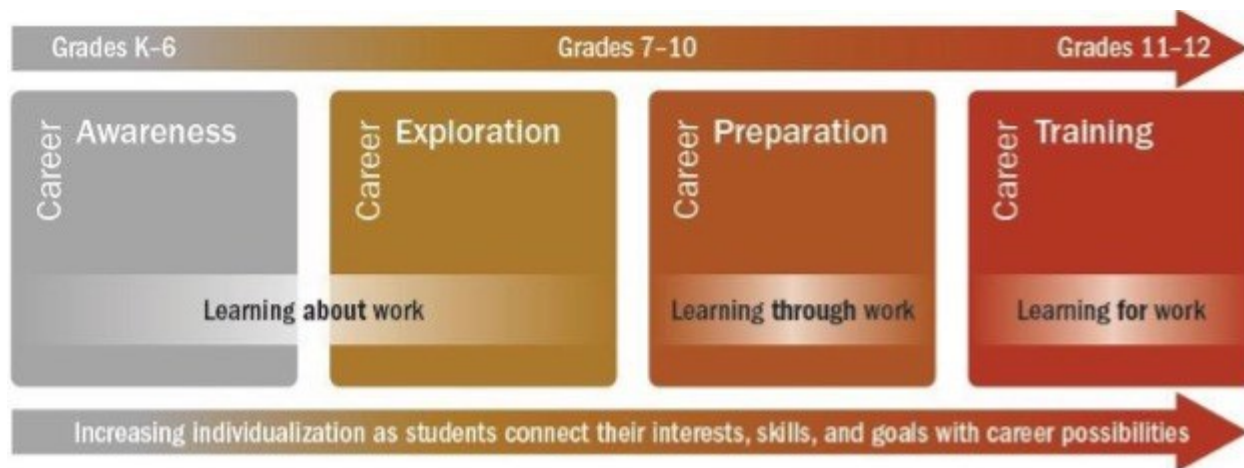 Grades K–6 Grades 7–10 Grades 11–12
Career Awareness
Career Exploration
Career Preparation
Career Training
Learning about work
Learning through work
Learning for work
Increasing individualization as students connect their interests, skills, and goals with career possibilities